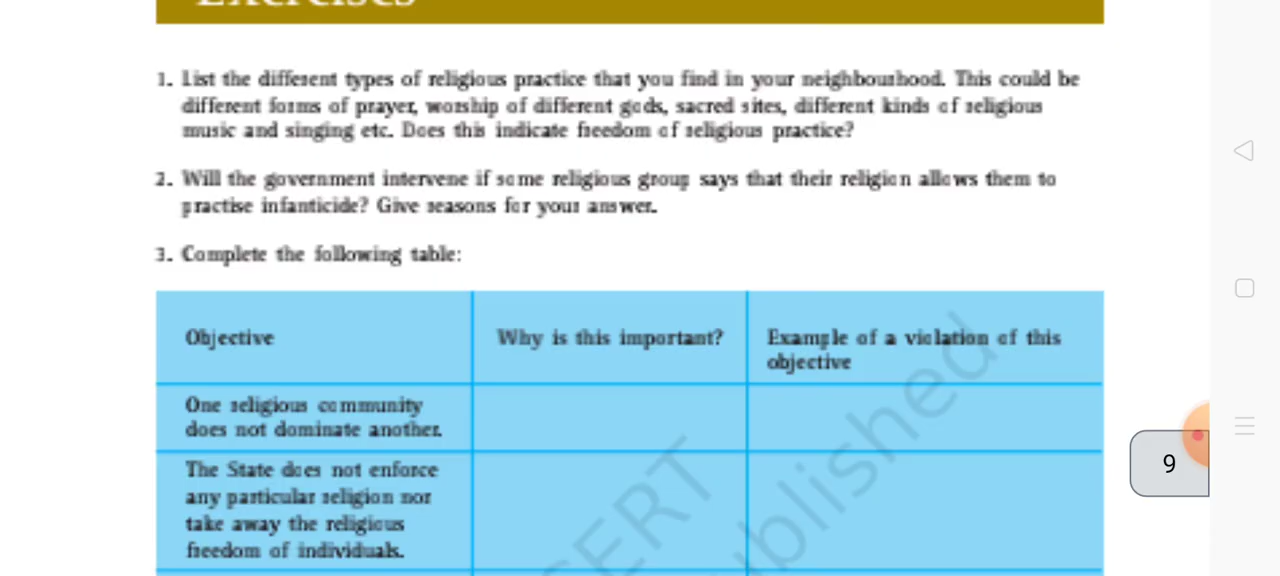 Exercises
1. List the different types of religious practice that you find in your neighbourhood. This could be
different forms of prayer, worship of different gods, sacred sites, different kinds of religious
music and singing etc. Does this indicate freedom of religious practice?
2. Will the government intervene if some religious group says that their religion allows them to
practise infanticide? Give reasons for your answer.
3. Complete the following table:
Objective Why is this important? Example of a violation of this
objective
One religious community
does not dominate another.
The State does not enforce
any particular religion nor
take away the religious
freedom of individuals.
9